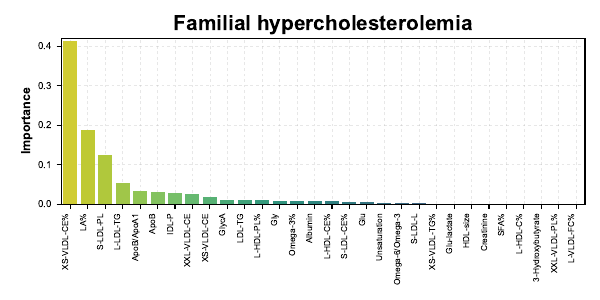 Familial hypercholesterolemia
Importance
0.4
0.3
0.2
0.1
0.0
XS-VLDL-CE%
LA%
S-LDL-PL
L-LDL-TG
ApoB/ApoA1
ApoB
IDL-P
XXL-VLDL-CE
XS-VLDL-CE
GlycA
LDL-TG
L-HDL-PL%
Gly
Omega-3%
Albumin
L-HDL-CE%
S-LDL-CE%
Glu
Unsaturation
Omega-6/Omega-3
S-LDL-L
XS-VLDL-TG%
Glu-lactate
HDL-size
Creatinine
SFA%
L-HDL-C%
3-Hydroxybutyrate
XXL-VLDL-PL%
L-VLDL-FC%